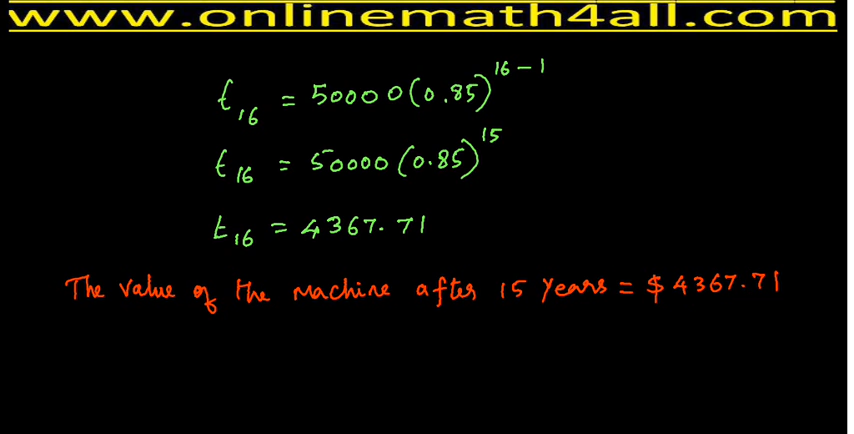 www.onlinemath4all.com
t₁₆ = 50000(0.85)¹⁶⁻¹
t₁₆ = 50000(0.85)¹⁵
t₁₆ = 4367.71
The value of the machine after 15 years = $4367.71